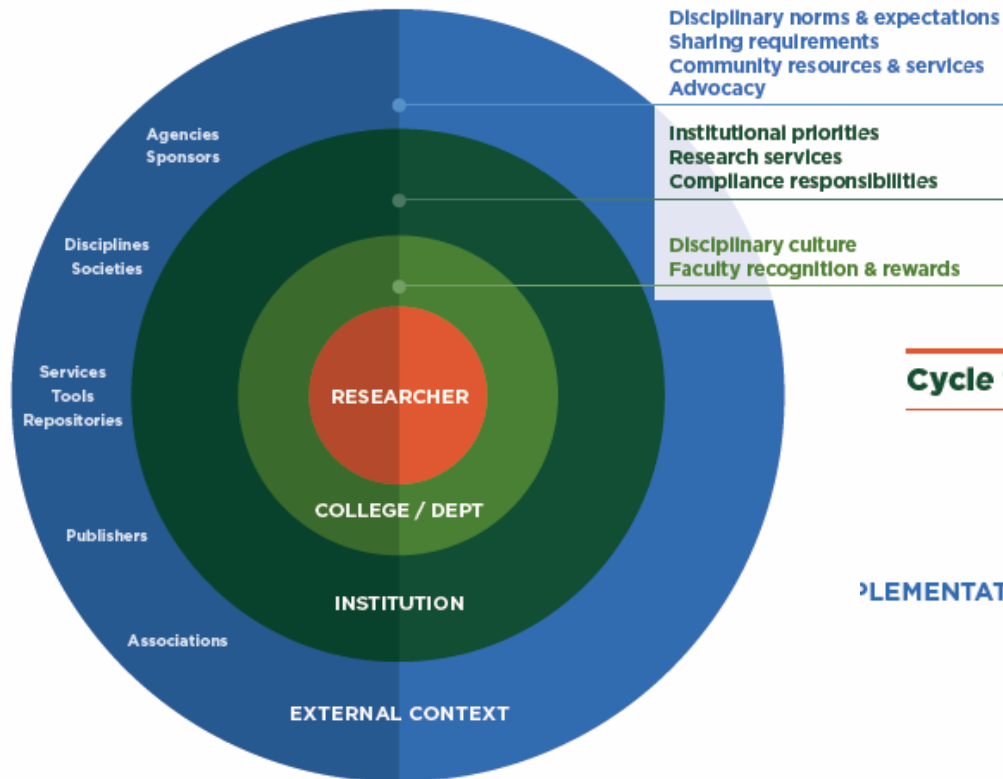 Disciplinary norms & expectations
Sharing requirements
Community resources & services
Advocacy
Institutional priorities
Research services
Compliance responsibilities
Disciplinary culture
Faculty recognition & rewards
Agencies
Sponsors
Disciplines
Societies
Services
Tools
Repositories
Publishers
Associations
RESEARCHER
COLLEGE / DEPT
INSTITUTION
EXTERNAL CONTEXT
Cycle